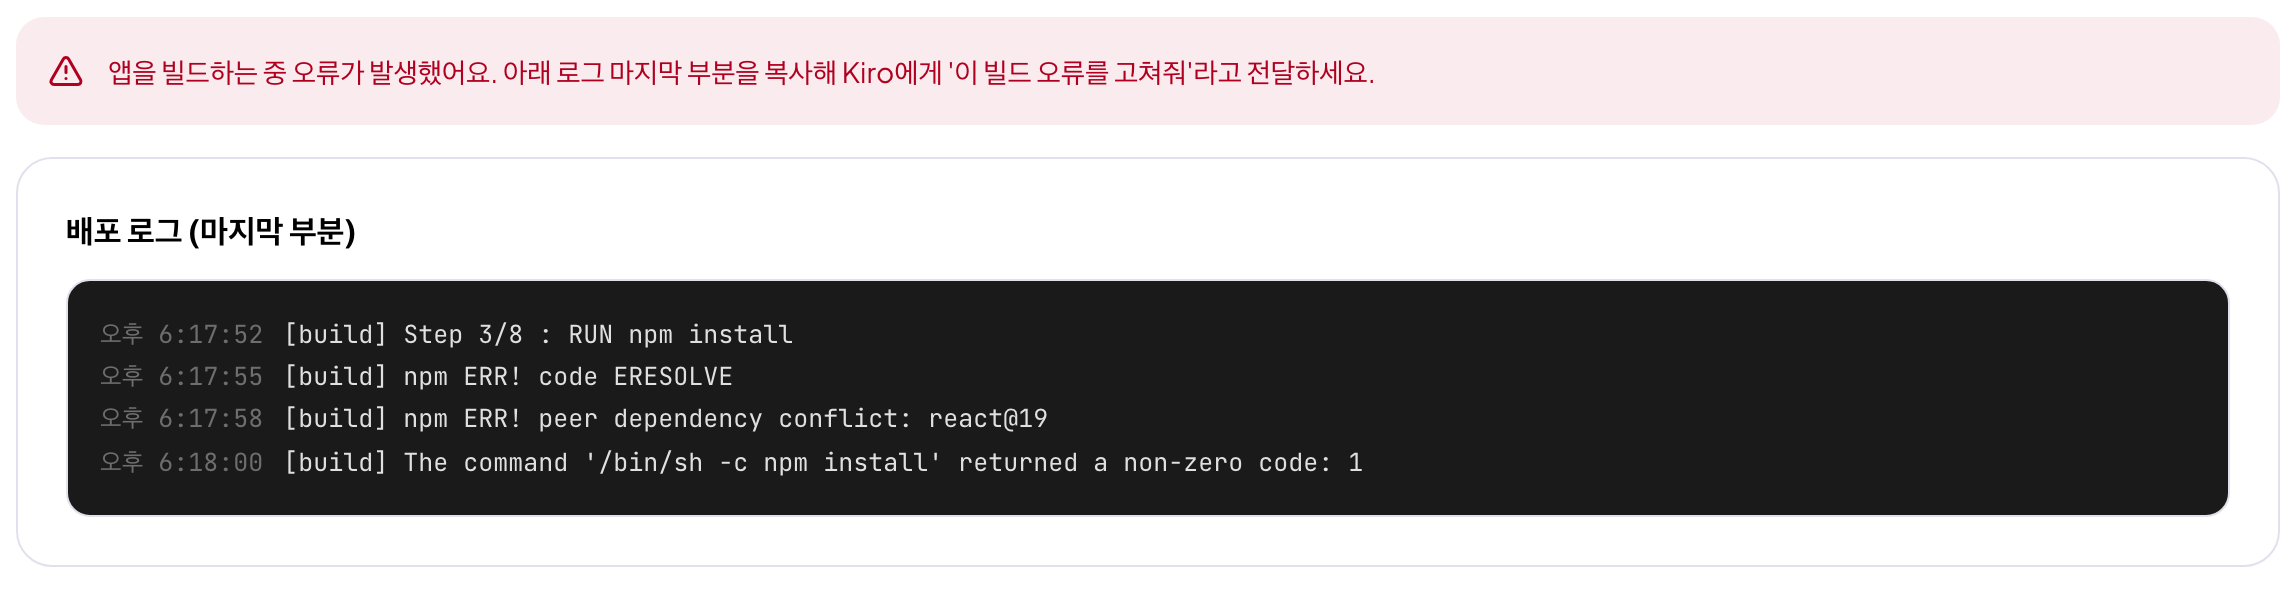 앱을 빌드하는 중 오류가 발생했어요. 아래 로그 마지막 부분을 복사해 Kiro에게 '이 빌드 오류를 고쳐줘'라고 전달하세요.
배포 로그 (마지막 부분)
오후 6:17:52 [build] Step 3/8 : RUN npm install
오후 6:17:55 [build] npm ERR! code ERESOLVE
오후 6:17:58 [build] npm ERR! peer dependency conflict: react@19
오후 6:18:00 [build] The command '/bin/sh -c npm install' returned a non-zero code: 1